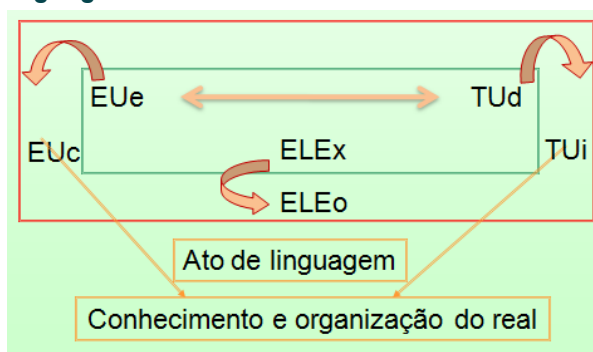 EUe TUd
EUc ELEx TUi
ELEo
Ato de linguagem
Conhecimento e organização do real